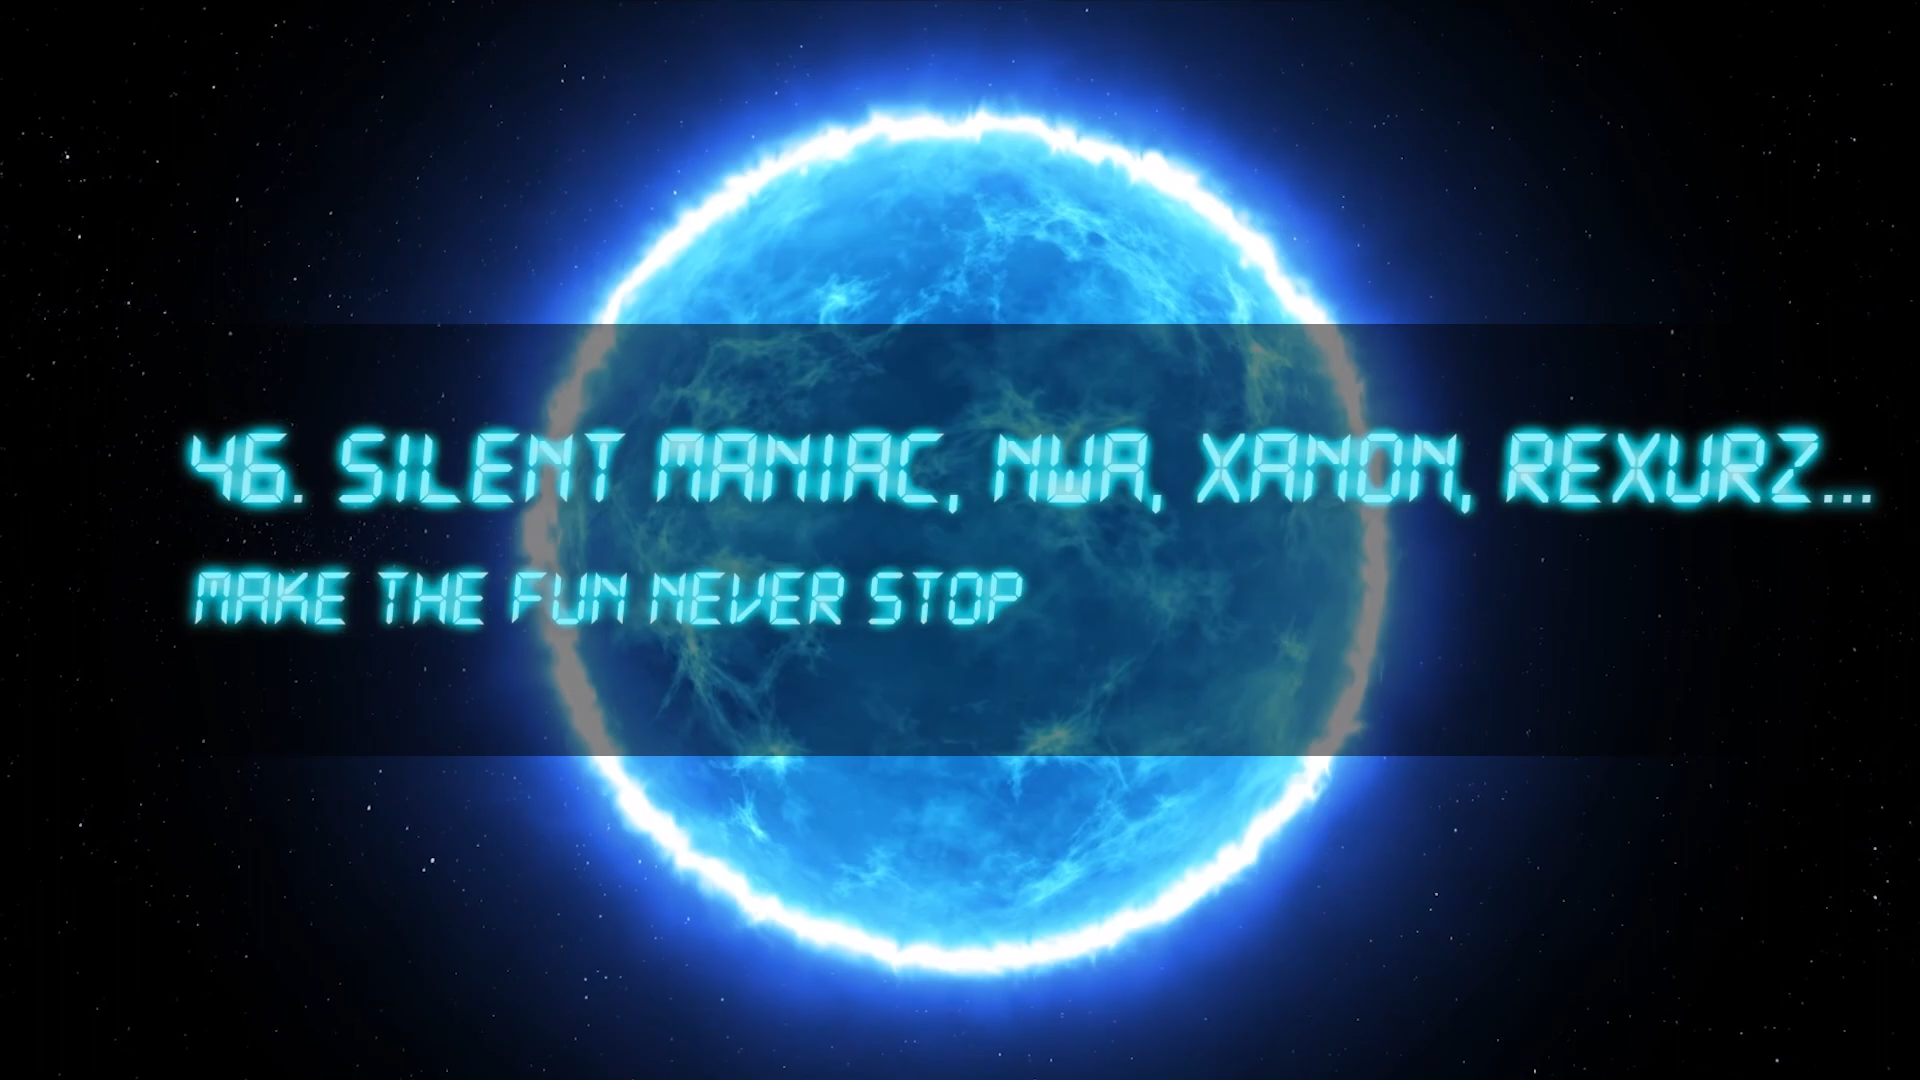 46. SILENT MANIAC, NWA, XANON, REXURZ...
MAKE THE FUN NEVER STOP